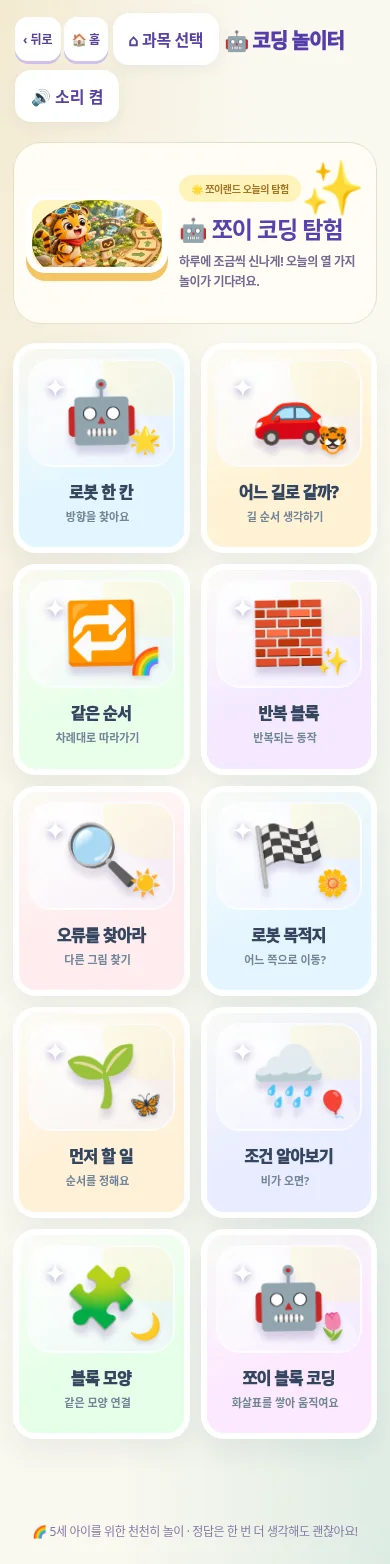 ‹ 뒤로
🏠 홈
⌂ 과목 선택
🤖 코딩 놀이터
🔊 소리 켬
🌟 쪼이랜드 오늘의 탐험
🤖 쪼이 코딩 탐험
하루에 조금씩 신나게! 오늘의 열 가지
놀이가 기다려요.
로봇 한 칸
방향을 찾아요
어느 길로 갈까?
길 순서 생각하기
같은 순서
차례대로 따라가기
반복 블록
반복되는 동작
오류를 찾아라
다른 그림 찾기
로봇 목적지
어느 쪽으로 이동?
먼저 할 일
순서를 정해요
조건 알아보기
비가 오면?
블록 모양
같은 모양 연결
쪼이 블록 코딩
화살표를 쌓아 움직여요
🌈 5세 아이를 위한 천천히 놀이 · 정답은 한 번 더 생각해도 괜찮아요!